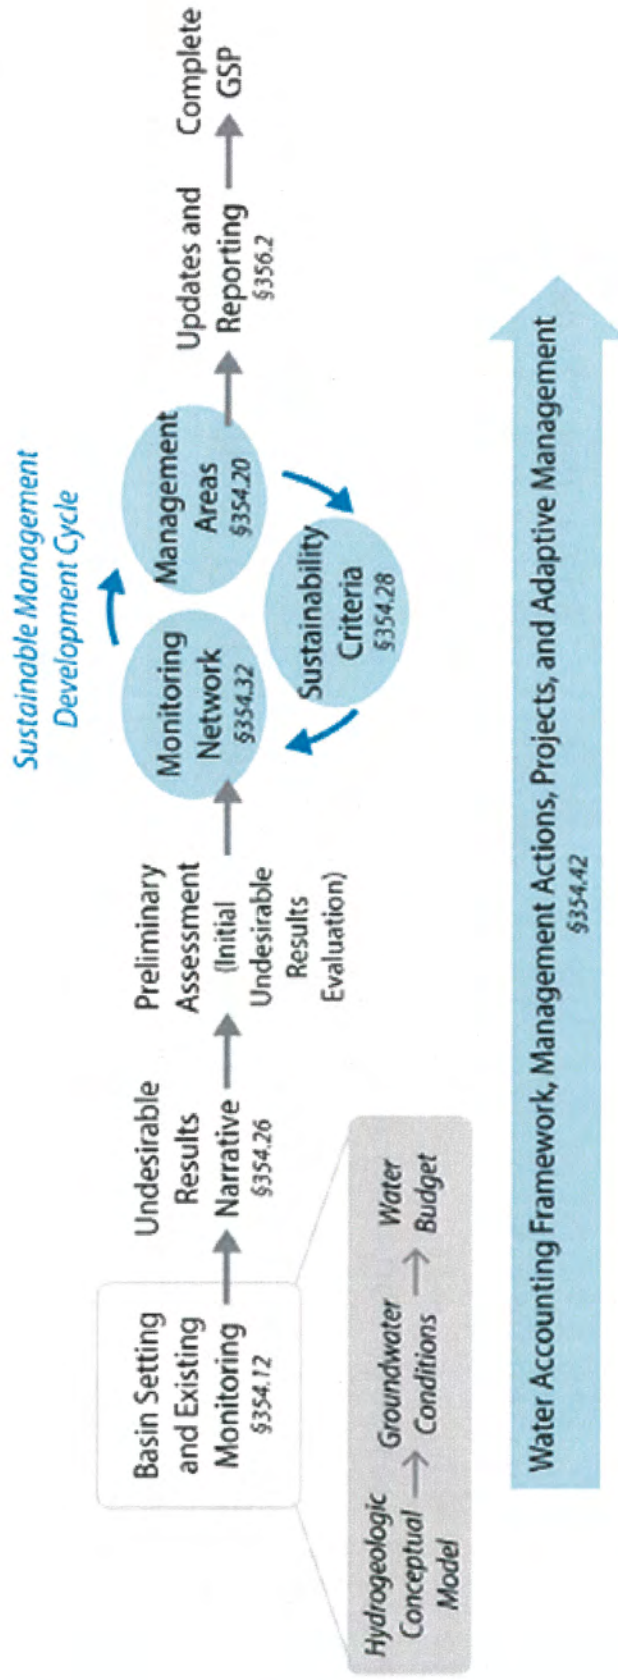 Sustainable Management
Development Cycle
Basin Setting
and Existing
Monitoring
§354.12
Undesirable
Results
Narrative
§354.26
Preliminary
Assessment
(Initial
Undesirable
Results
Evaluation)
Monitoring
Network
§354.32
Management
Areas
§354.20
Sustainability
Criteria
§354.28
Updates and
Reporting
§356.2
Complete
GSP
Hydrogeologic
Conceptual
Model
Groundwater
Conditions
Water
Budget
Water Accounting Framework, Management Actions, Projects, and Adaptive Management
§354.42